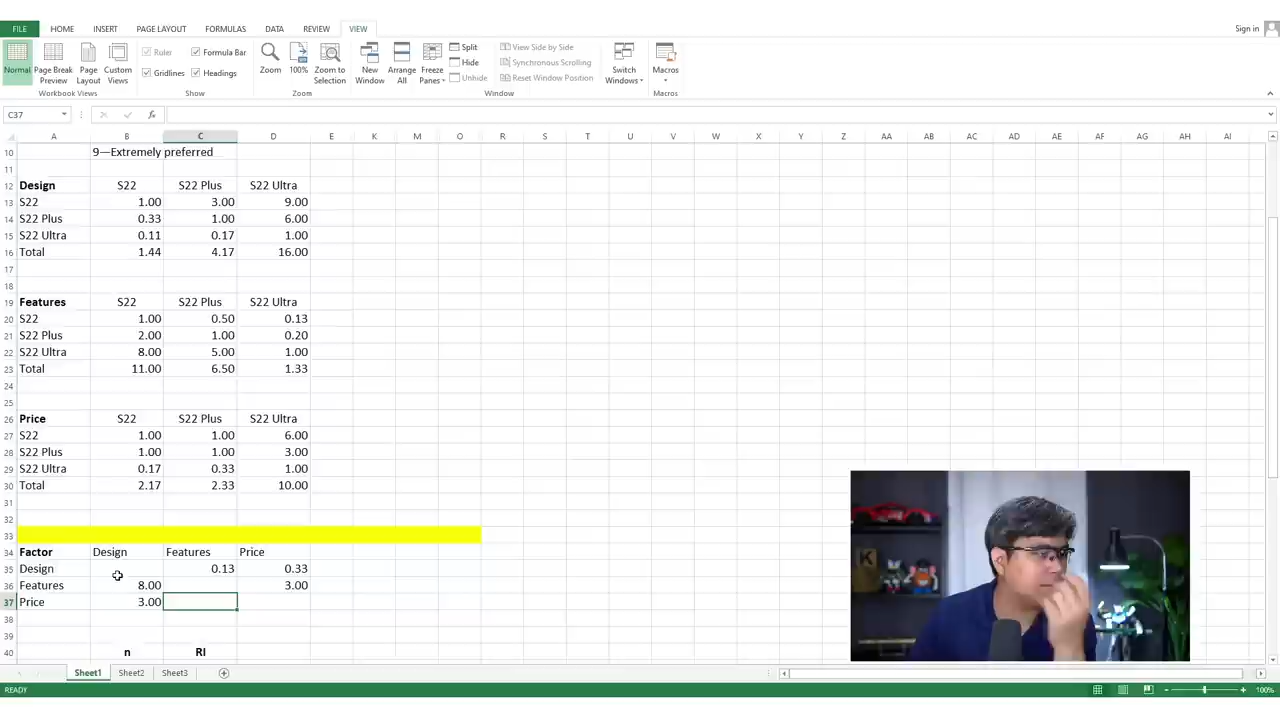 FILE HOME INSERT PAGE LAYOUT FORMULAS DATA REVIEW VIEW Sign in
Normal Page Break Preview Page Layout Custom Views Ruler Formula Bar Gridlines Headings Zoom 100% Zoom to Selection New Window Arrange All Freeze Panes Split Hide Unhide View Side by Side Synchronous Scrolling Reset Window Position Switch Windows Macros
Workbook Views Show Zoom Window Macros
C37 fx
A B C D E K M O R S T U V W X Y Z AA AB AC AD AE AF AG AH AI
10 9—Extremely preferred
11
12 Design S22 S22 Plus S22 Ultra
13 S22 1.00 3.00 9.00
14 S22 Plus 0.33 1.00 6.00
15 S22 Ultra 0.11 0.17 1.00
16 Total 1.44 4.17 16.00
17
18
19 Features S22 S22 Plus S22 Ultra
20 S22 1.00 0.50 0.13
21 S22 Plus 2.00 1.00 0.20
22 S22 Ultra 8.00 5.00 1.00
23 Total 11.00 6.50 1.33
24
25
26 Price S22 S22 Plus S22 Ultra
27 S22 1.00 1.00 6.00
28 S22 Plus 1.00 1.00 3.00
29 S22 Ultra 0.17 0.33 1.00
30 Total 2.17 2.33 10.00
31
32
33
34 Factor Design Features Price
35 Design 0.13 0.33
36 Features 8.00 3.00
37 Price 3.00
38
39
40 n RI
Sheet1 Sheet2 Sheet3
READY 100%